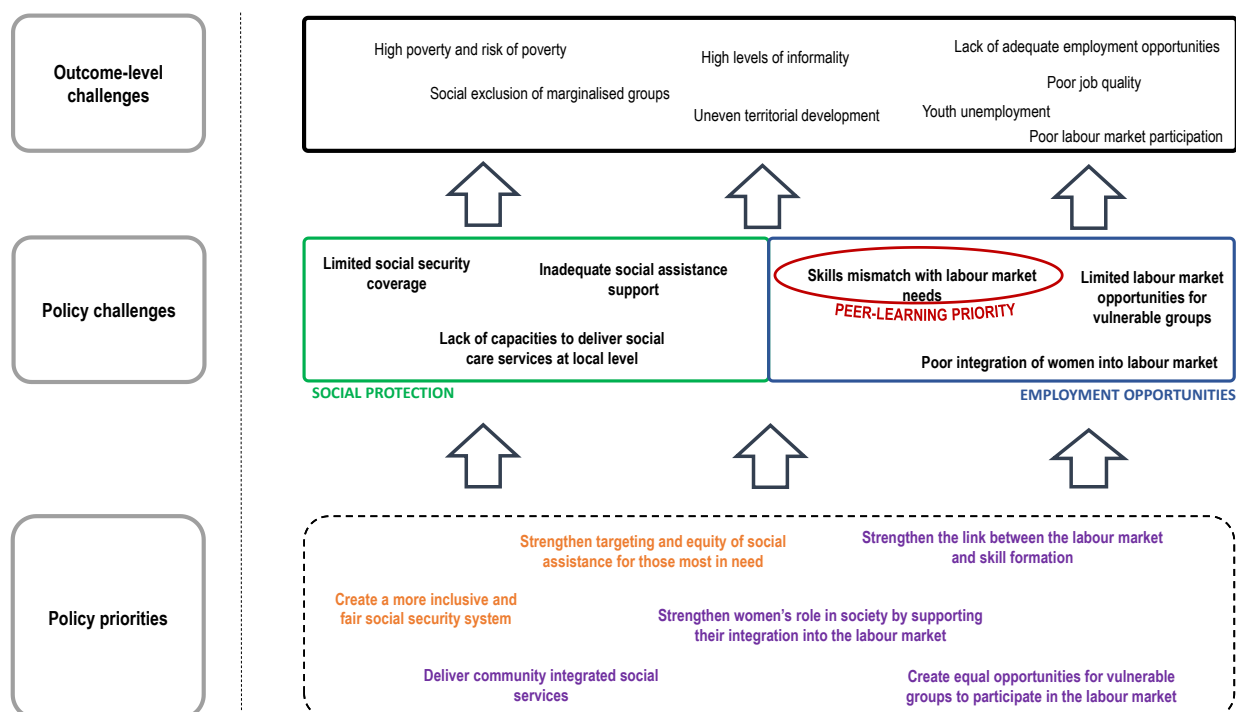 Outcome-level
challenges
High poverty and risk of poverty
High levels of informality
Lack of adequate employment opportunities
Social exclusion of marginalised groups
Poor job quality
Uneven territorial development
Youth unemployment
Poor labour market participation
Policy challenges
Limited social security
coverage
Inadequate social assistance
support
Lack of capacities to deliver social
care services at local level
SOCIAL PROTECTION
Skills mismatch with labour market
needs
PEER-LEARNING PRIORITY
Limited labour market
opportunities for
vulnerable groups
Poor integration of women into labour market
EMPLOYMENT OPPORTUNITIES
Policy priorities
Strengthen targeting and equity of social
assistance for those most in need
Strengthen the link between the labour market
and skill formation
Create a more inclusive and
fair social security system
Strengthen women’s role in society by supporting
their integration into the labour market
Deliver community integrated social
services
Create equal opportunities for vulnerable
groups to participate in the labour market